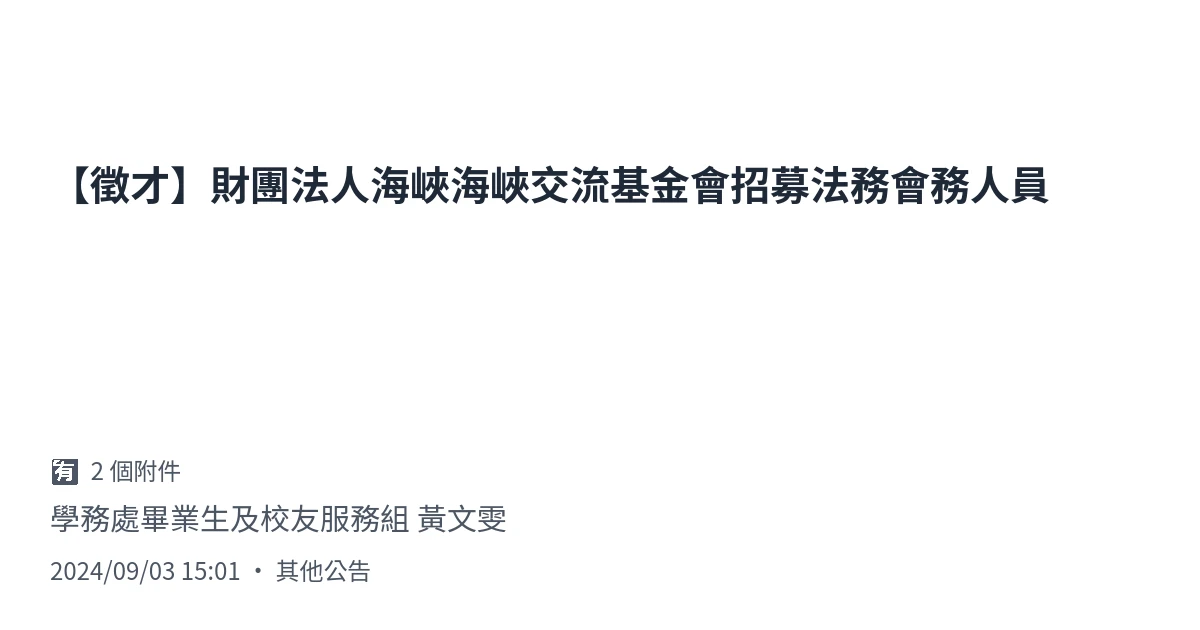 【徵才】財團法人海峽海峽交流基金會招募法務會務人員
有 2 個附件
學務處畢業生及校友服務組 黃文雯
2024/09/03 15:01 • 其他公告